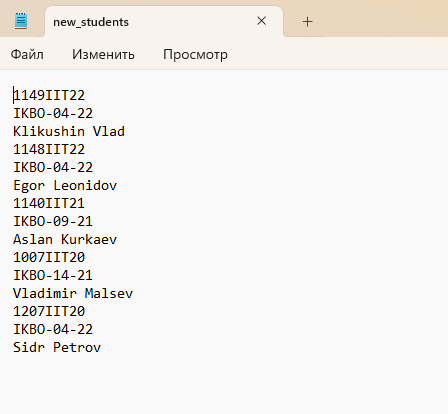 new_students
Файл Изменить Просмотр
1149IIT22
IKBO-04-22
Klikushin Vlad
1148IIT22
IKBO-04-22
Egor Leonidov
1140IIT21
IKBO-09-21
Aslan Kurkaev
1007IIT20
IKBO-14-21
Vladimir Malsev
1207IIT20
IKBO-04-22
Sidr Petrov